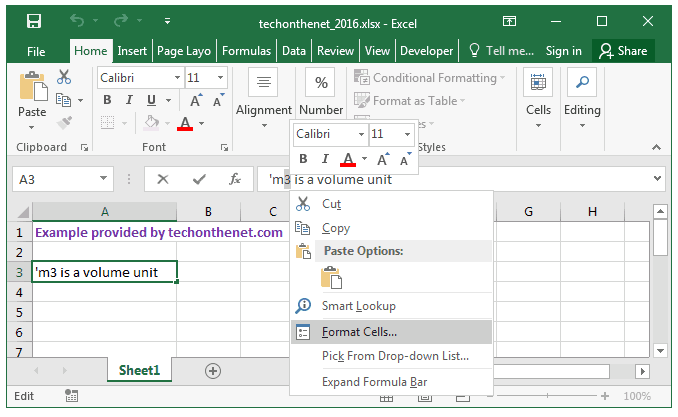 techonthenet_2016.xlsx - Excel
File Home Insert Page Layo Formulas Data Review View Developer Tell me... Sign in Share
Calibri 11
Conditional Formatting
Format as Table
Paste B I U A A A Alignment Number % Cells Editing
Clipboard Font Styles
Calibri 11
B I A A A
A3 fx 'm3 is a volume unit
A B C G H
1 Example provided by techonthenet.com
2
3 'm3 is a volume unit
4
5
6
7
Cut
Copy
Paste Options:
Smart Lookup
Format Cells...
Pick From Drop-down List...
Expand Formula Bar
Sheet1
Edit 100%